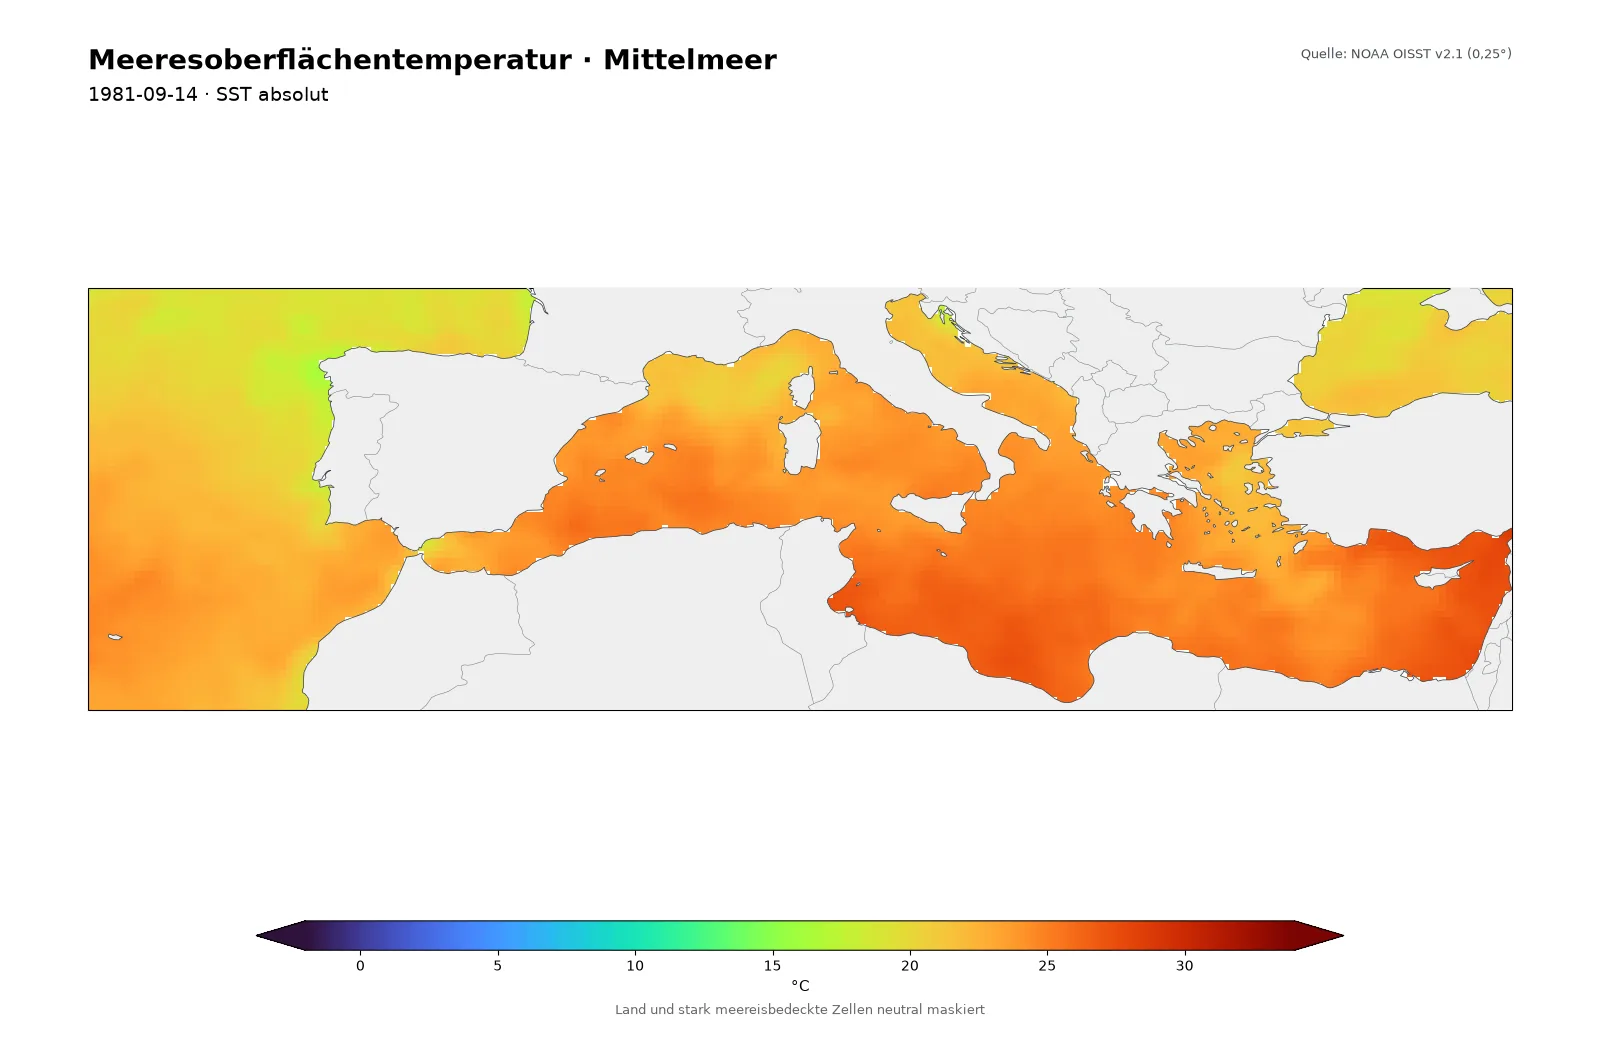 Meeresoberflächentemperatur · Mittelmeer
Quelle: NOAA OISST v2.1 (0,25°)
1981-09-14 · SST absolut
0 5 10 15 20 25 30
°C
Land und stark meereisbedeckte Zellen neutral maskiert